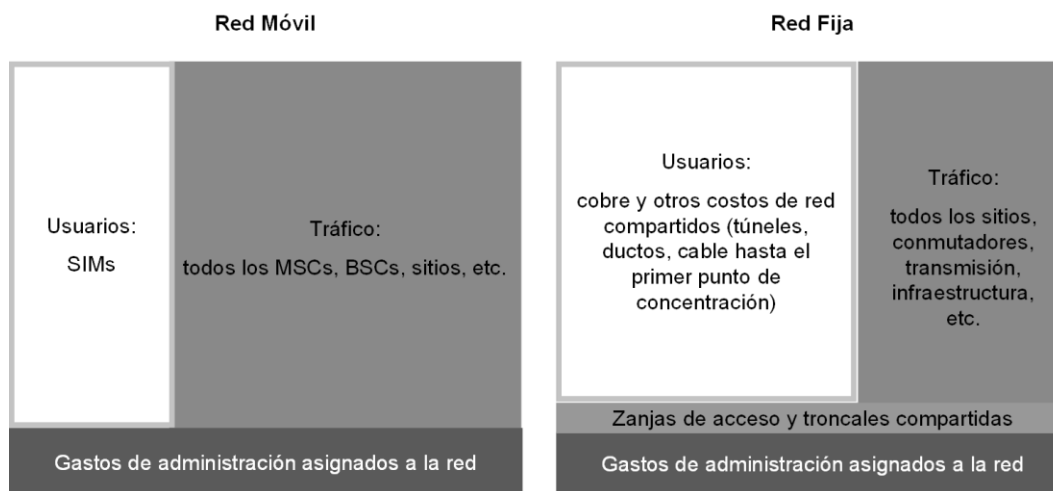 Red Móvil
Usuarios:
SIMs
Tráfico:
todos los MSCs, BSCs, sitios, etc.
Gastos de administración asignados a la red
Red Fija
Usuarios:
cobre y otros costos de red
compartidos (túneles,
ductos, cable hasta el
primer punto de
concentración)
Tráfico:
todos los sitios,
conmutadores,
transmisión,
infraestructura,
etc.
Zanjas de acceso y troncales compartidas
Gastos de administración asignados a la red